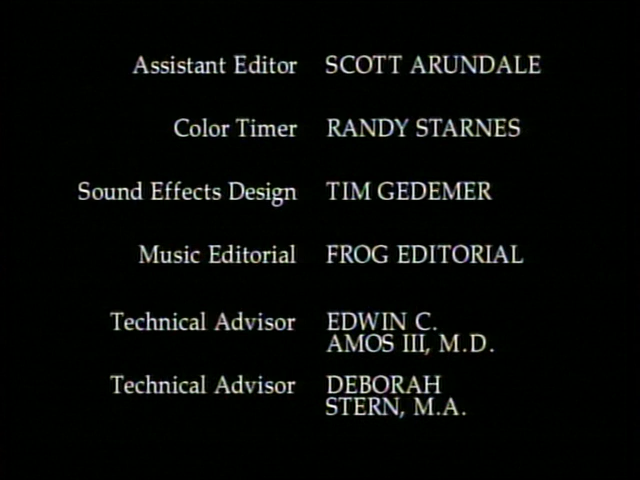 Assistant Editor SCOTT ARUNDALE
Color Timer RANDY STARNES
Sound Effects Design TIM GEDEMER
Music Editorial FROG EDITORIAL
Technical Advisor EDWIN C.
AMOS III, M.D.
Technical Advisor DEBORAH
STERN, M.A.